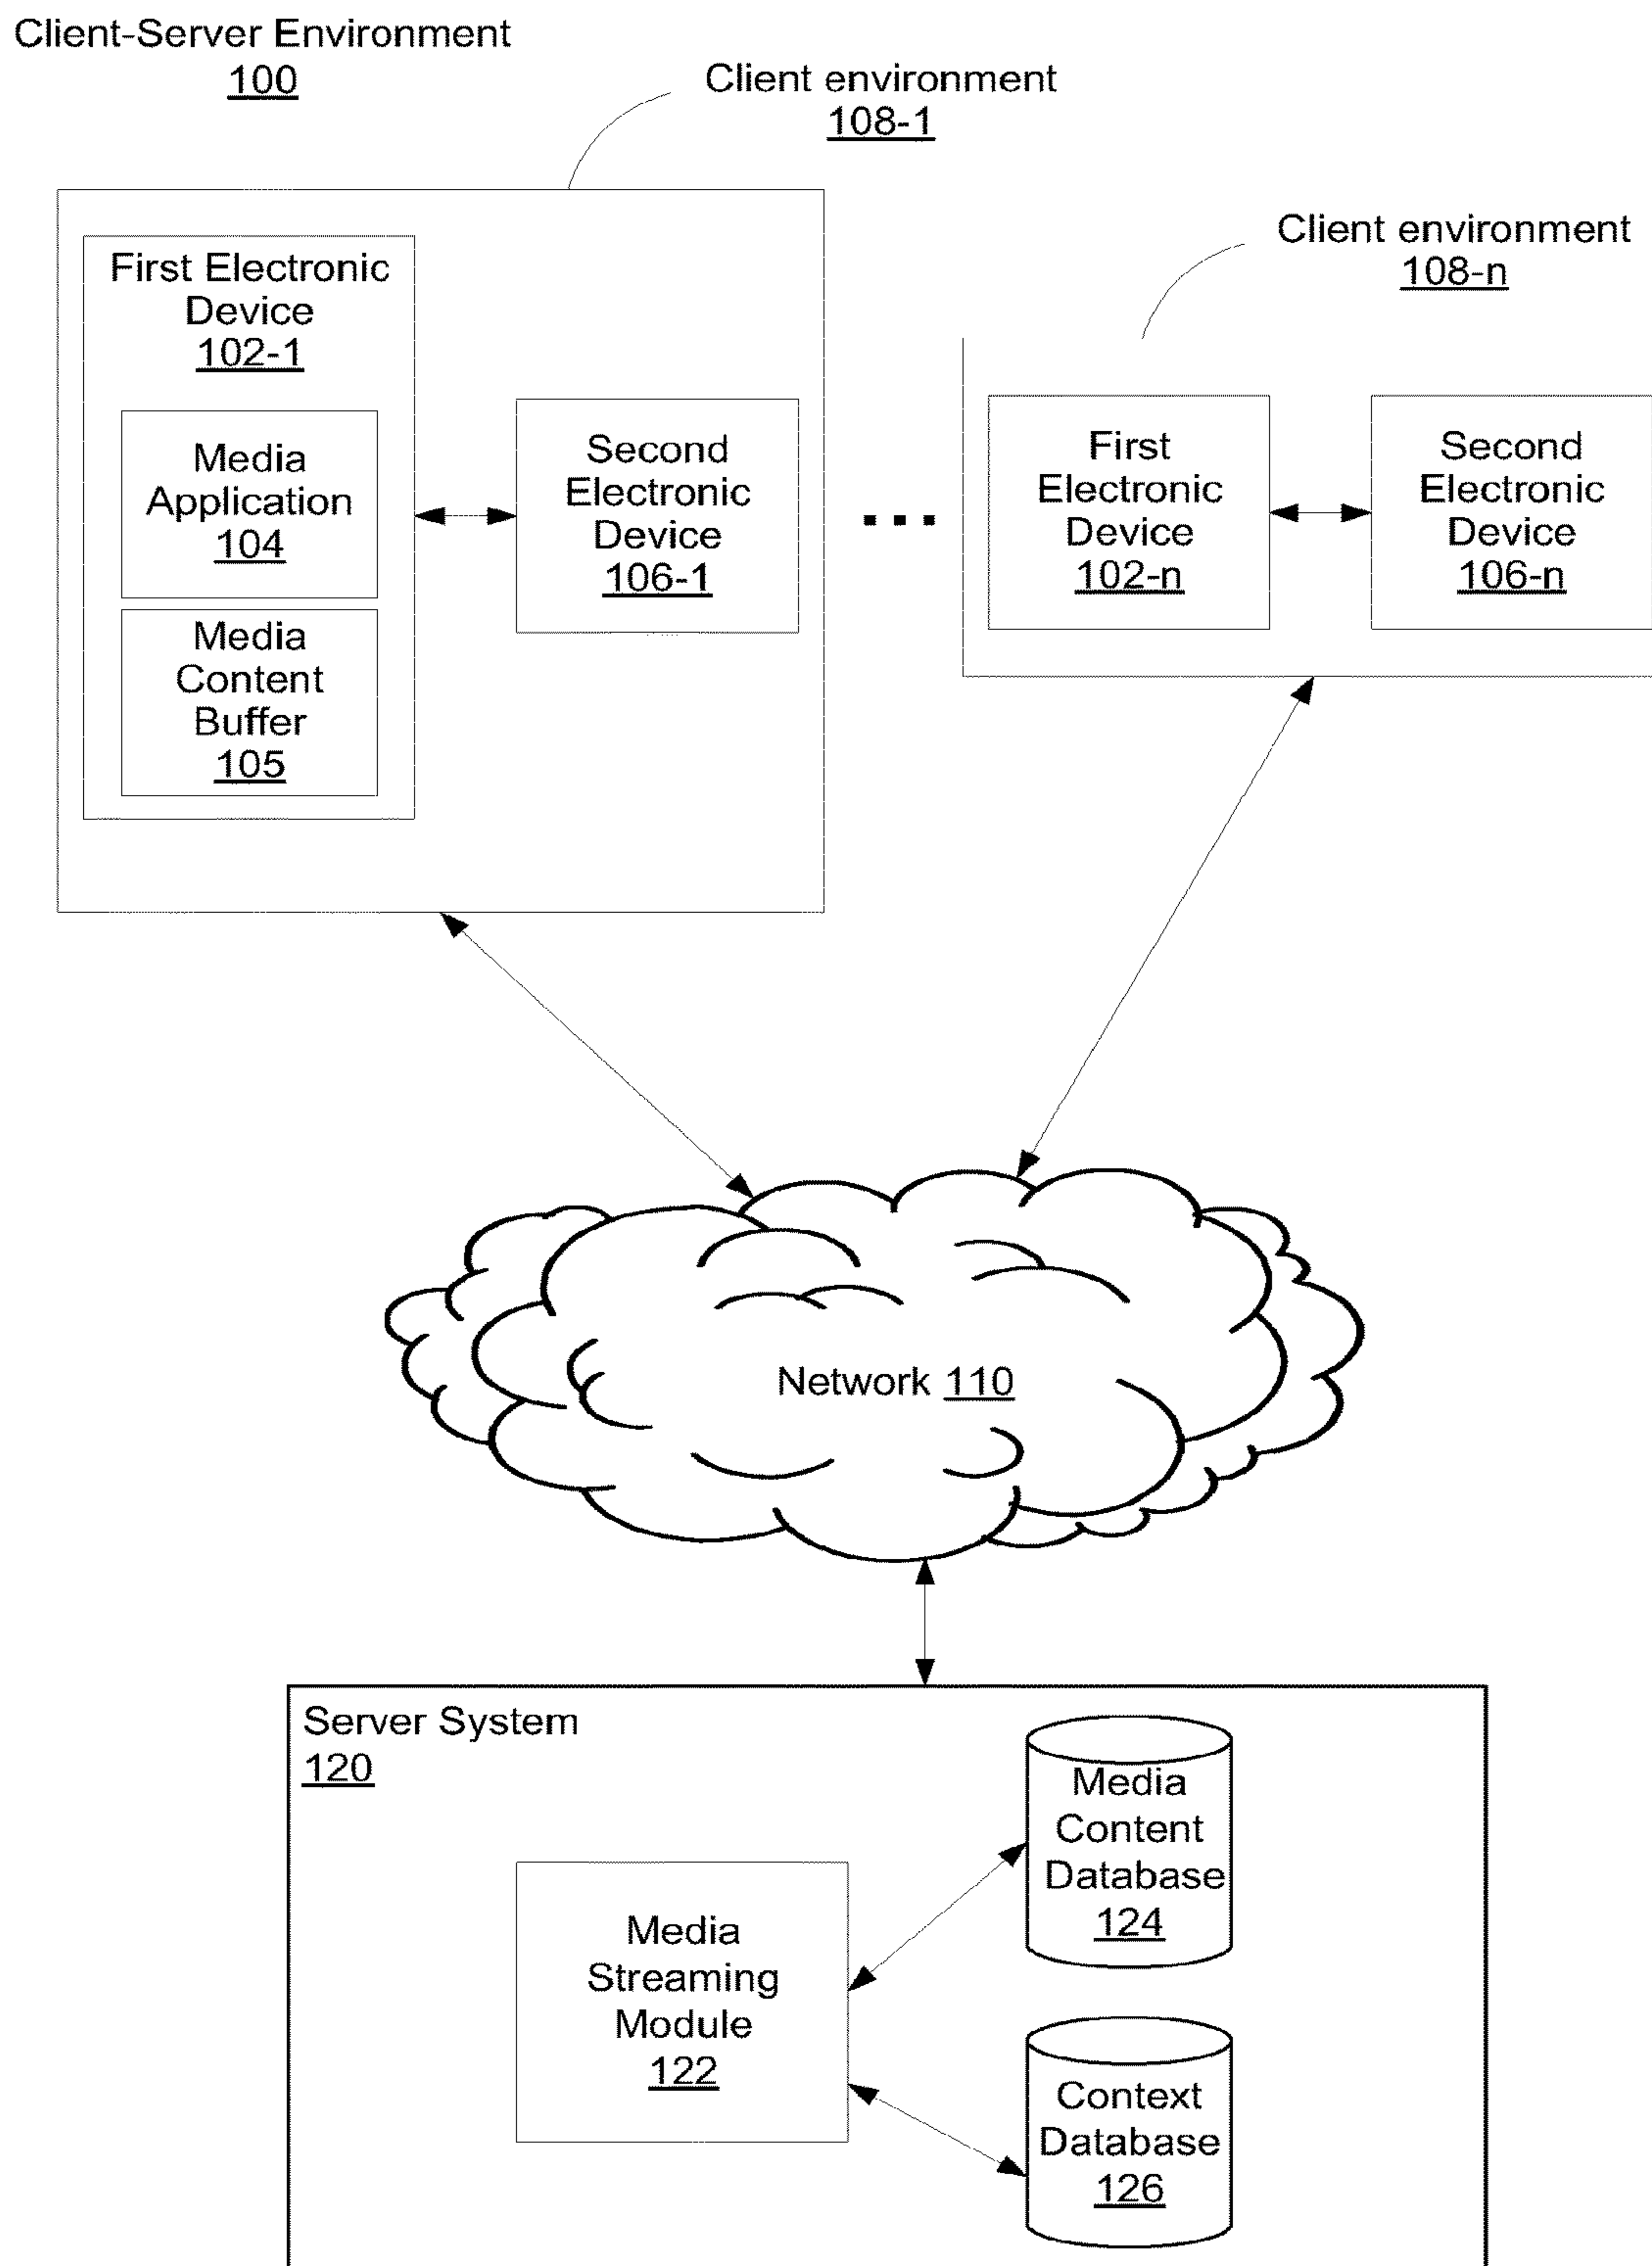 Client-Server Environment
100
Client environment
108-1
Client environment
108-n
First Electronic
Device
102-1
Media
Application
104
Media
Content
Buffer
105
Second
Electronic
Device
106-1
First
Electronic
Device
102-n
Second
Electronic
Device
106-n
Network 110
Server System
120
Media
Streaming
Module
122
Media
Content
Database
124
Context
Database
126